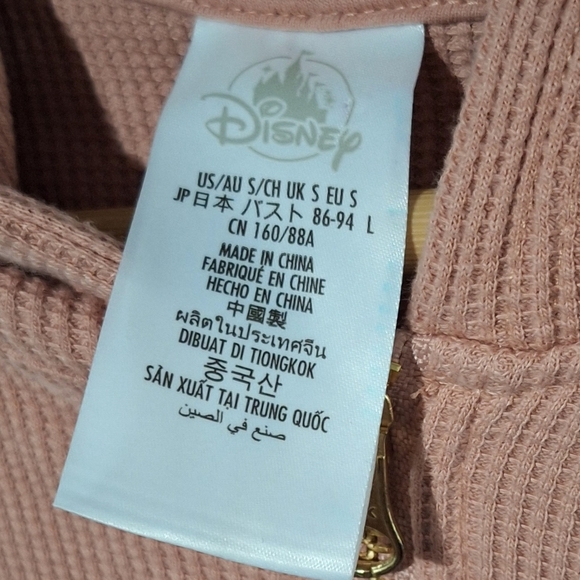 Disney
US/AU S/CH UK S EU S
JP 日本 バスト 86-94 L
CN 160/88A
MADE IN CHINA
FABRIQUÉ EN CHINE
HECHO EN CHINA
中國製
ผลิตในประเทศจีน
DIBUAT DI TIONGKOK
중국산
SẢN XUẤT TẠI TRUNG QUỐC
صنع في الصين